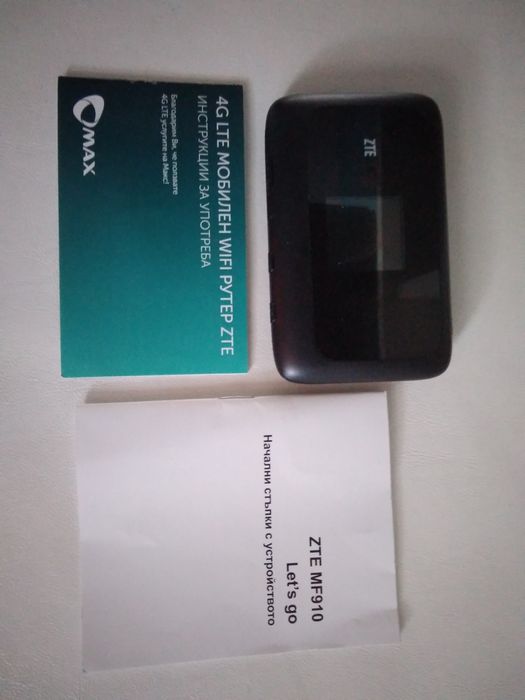 4G LTE МОБИЛЕН WIFI РУТЕР ZTE
ИНСТРУКЦИИ ЗА УПОТРЕБА
Благодарим Ви, че ползвате
4G LTE услугите на Макс!
MAX
ZTE
ZTE MF910
Let's go
Начални стъпки с устройството